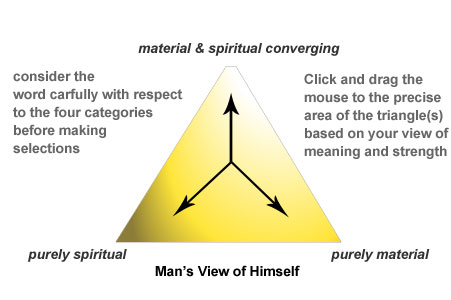 material & spiritual converging
consider the
word carfully with respect
to the four categories
before making
selections
Click and drag the
mouse to the precise
area of the triangle(s)
based on your view of
meaning and strength
purely spiritual
purely material
Man's View of Himself